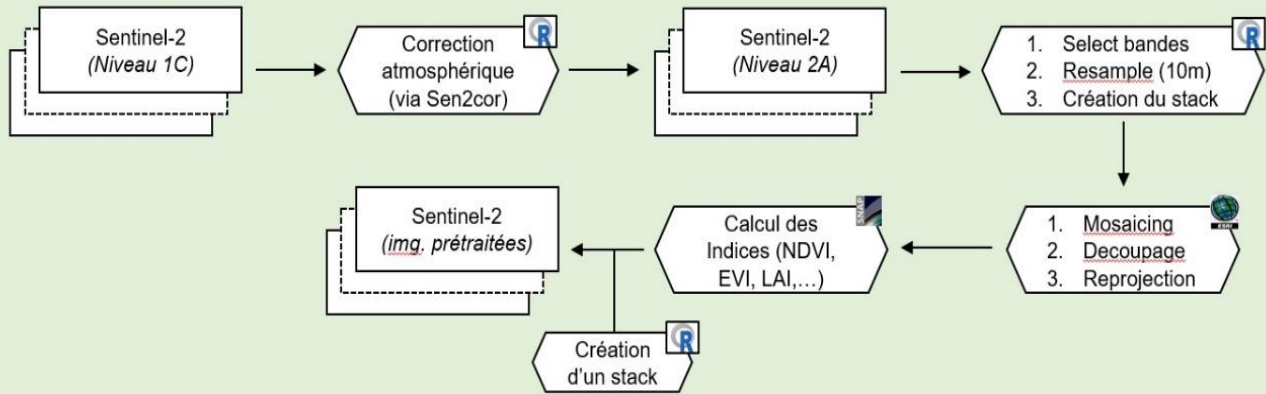 Sentinel-2
(Niveau 1C)
Correction
atmosphérique
(via Sen2cor)
R
Sentinel-2
(Niveau 2A)
1. Select bandes
2. Resample (10m)
3. Création du stack
R
1. Mosaicing
2. Decoupage
3. Reprojection
ESRI
Calcul des
Indices (NDVI,
EVI, LAI,...)
SNAP
Sentinel-2
(img. prétraitées)
Création
d'un stack
R